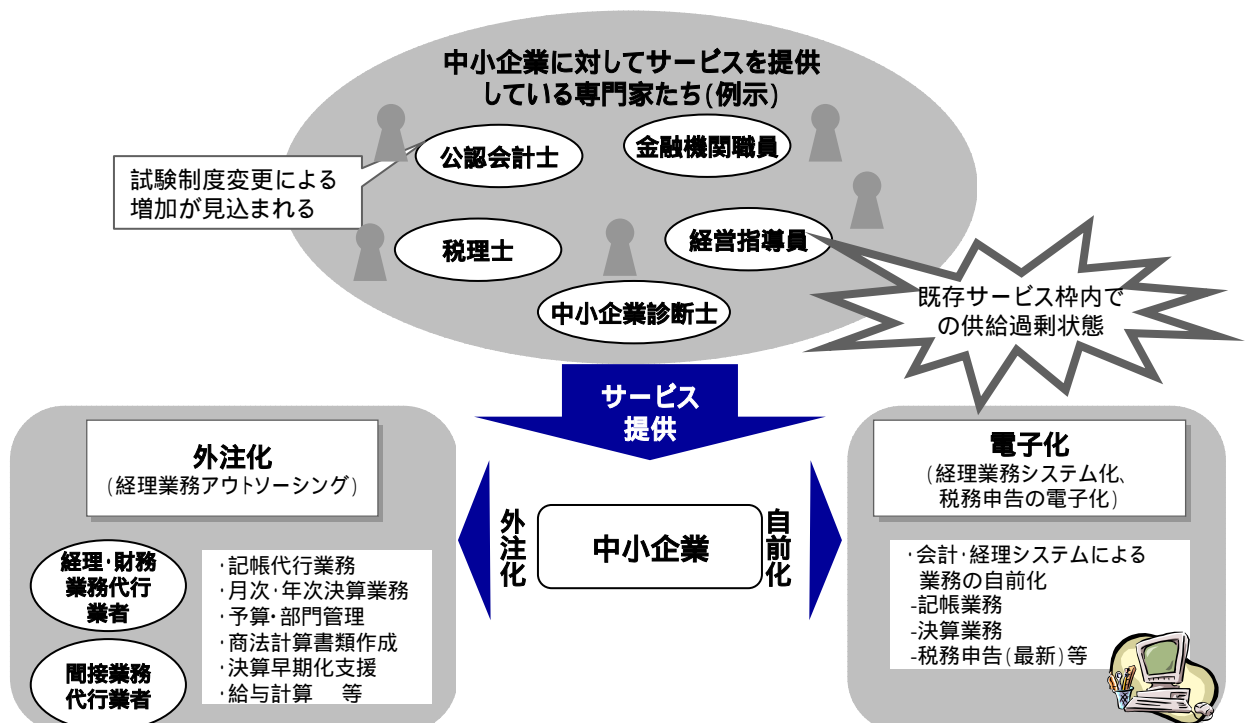 中小企業に対してサービスを提供
している専門家たち(例示)
公認会計士
金融機関職員
試験制度変更による
増加が見込まれる
税理士
経営指導員
中小企業診断士
既存サービス枠内で
の供給過剰状態
サービス
提供
外注化
(経理業務アウトソーシング)
電子化
(経理業務システム化、
税務申告の電子化)
外注化
中小企業
自前化
経理・財務
業務代行
業者
間接業務
代行業者
・記帳代行業務
・月次・年次決算業務
・予算・部門管理
・商法計算書類作成
・決算早期化支援
・給与計算 等
・会計・経理システムによる
業務の自前化
-記帳業務
-決算業務
-税務申告(最新)等